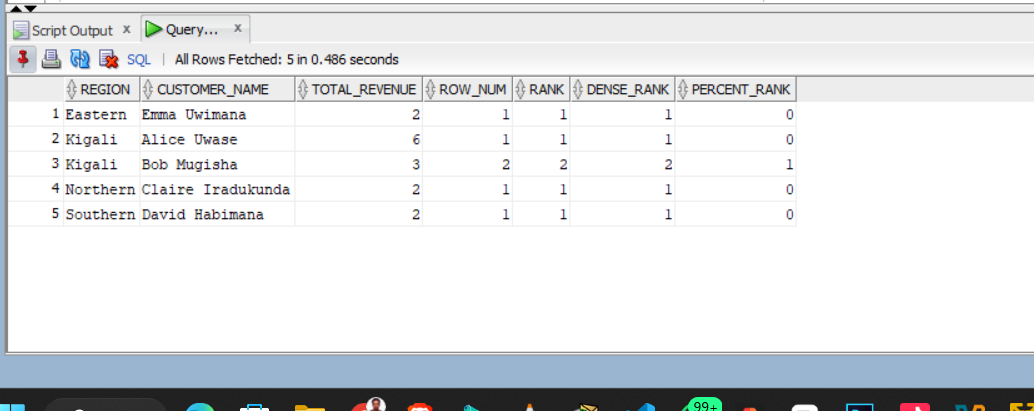 Script Output x Query... x
SQL | All Rows Fetched: 5 in 0.486 seconds
REGION CUSTOMER_NAME TOTAL_REVENUE ROW_NUM RANK DENSE_RANK PERCENT_RANK
1 Eastern Emma Uwimana 2 1 1 1 0
2 Kigali Alice Uwase 6 1 1 1 0
3 Kigali Bob Mugisha 3 2 2 2 1
4 Northern Claire Iradukunda 2 1 1 1 0
5 Southern David Habimana 2 1 1 1 0
99+